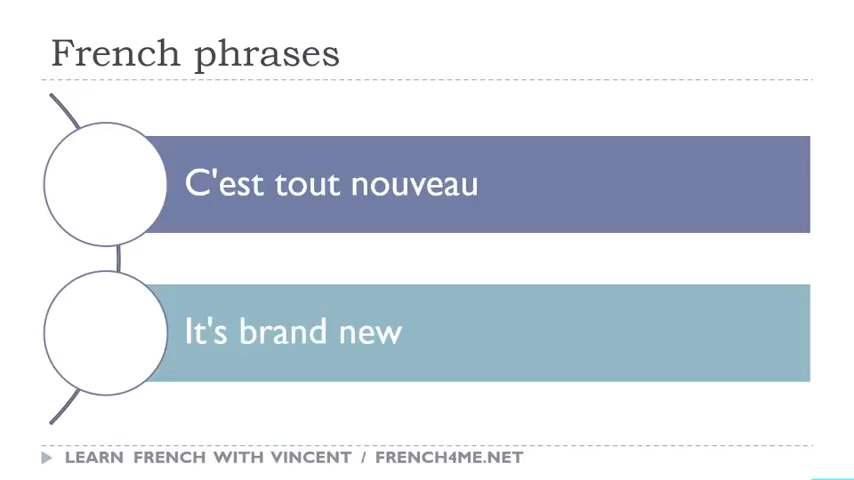 French phrases
C'est tout nouveau
It's brand new
LEARN FRENCH WITH VINCENT / FRENCH4ME.NET